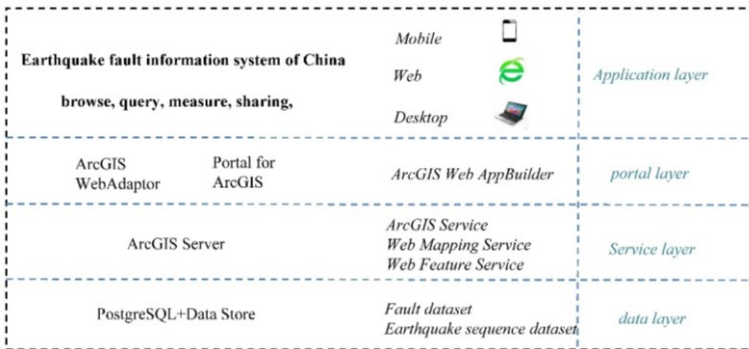 Earthquake fault information system of China
browse, query, measure, sharing,
Mobile
Web
Desktop
Application layer
ArcGIS
WebAdaptor
Portal for
ArcGIS
ArcGIS Web AppBuilder
portal layer
ArcGIS Server
ArcGIS Service
Web Mapping Service
Web Feature Service
Service layer
PostgreSQL+Data Store
Fault dataset
Earthquake sequence dataset
data layer